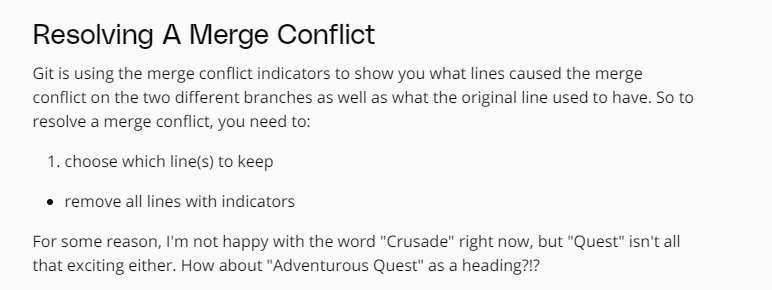 Resolving A Merge Conflict
Git is using the merge conflict indicators to show you what lines caused the merge
conflict on the two different branches as well as what the original line used to have. So to
resolve a merge conflict, you need to:
1. choose which line(s) to keep
• remove all lines with indicators
For some reason, I'm not happy with the word "Crusade" right now, but "Quest" isn't all
that exciting either. How about "Adventurous Quest" as a heading?!?